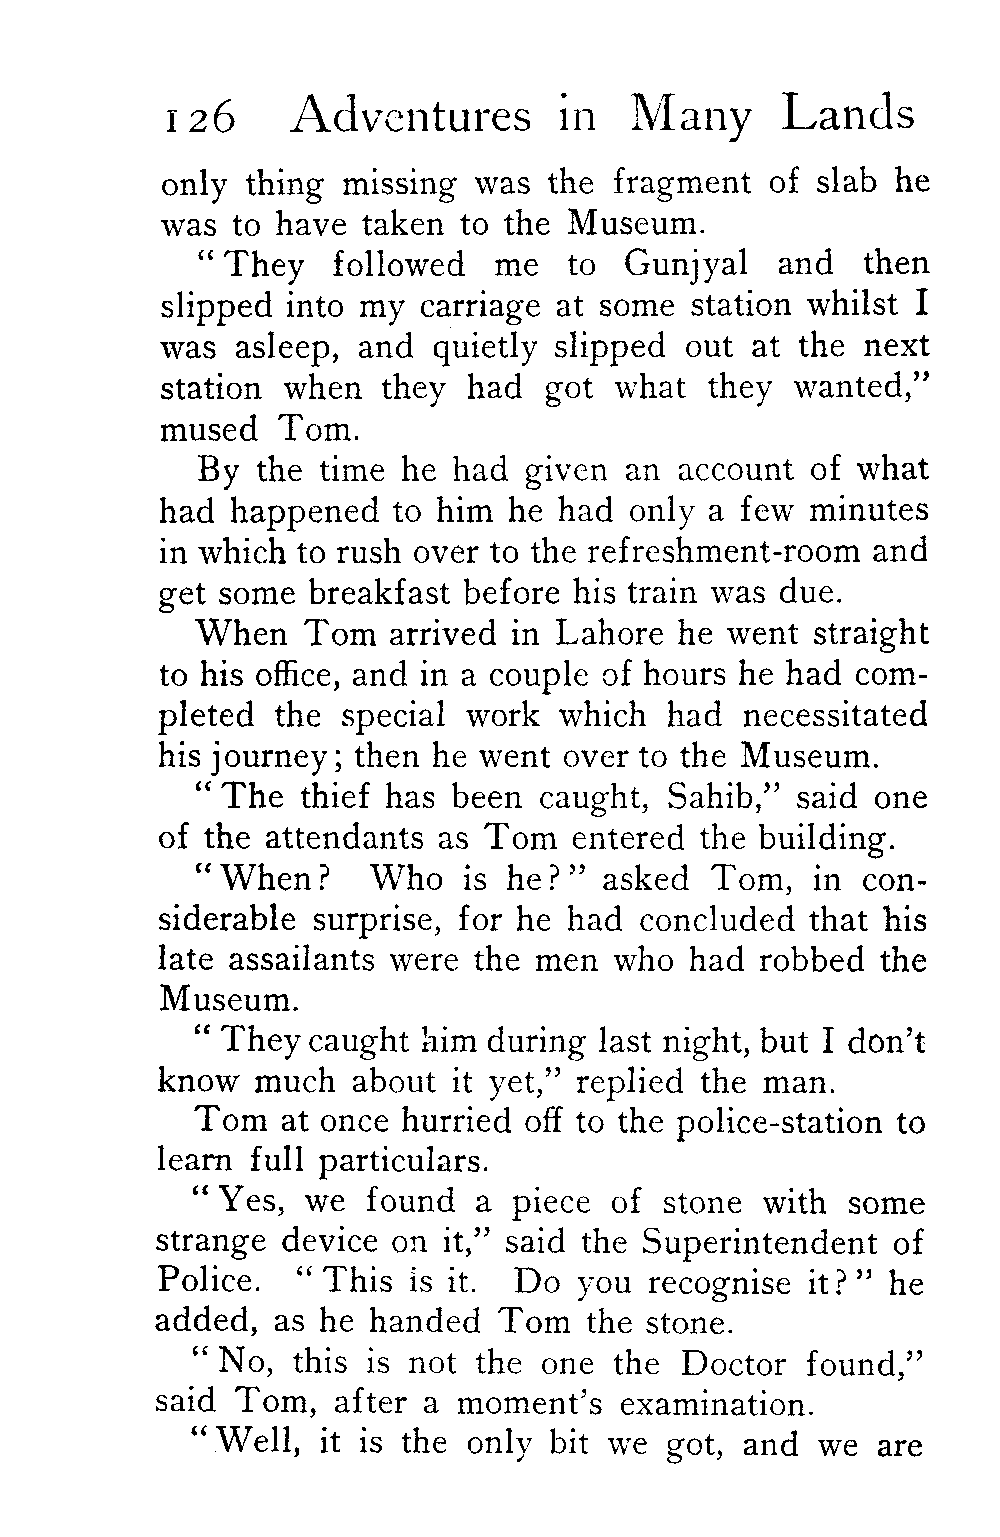 126 Adventures in Many Lands
only thing missing was the fragment of slab he
was to have taken to the Museum.
“They followed me to Gunjyal and then
slipped into my carriage at some station whilst I
was asleep, and quietly slipped out at the next
station when they had got what they wanted,”
mused Tom.
By the time he had given an account of what
had happened to him he had only a few minutes
in which to rush over to the refreshment-room and
get some breakfast before his train was due.
When Tom arrived in Lahore he went straight
to his office, and in a couple of hours he had com-
pleted the special work which had necessitated
his journey; then he went over to the Museum.
“The thief has been caught, Sahib,” said one
of the attendants as Tom entered the building.
“When? Who is he?” asked Tom, in con-
siderable surprise, for he had concluded that his
late assailants were the men who had robbed the
Museum.
“They caught him during last night, but I don’t
know much about it yet,” replied the man.
Tom at once hurried off to the police-station to
learn full particulars.
“Yes, we found a piece of stone with some
strange device on it,” said the Superintendent of
Police. “This is it. Do you recognise it?” he
added, as he handed Tom the stone.
“No, this is not the one the Doctor found,”
said Tom, after a moment’s examination.
“Well, it is the only bit we got, and we are